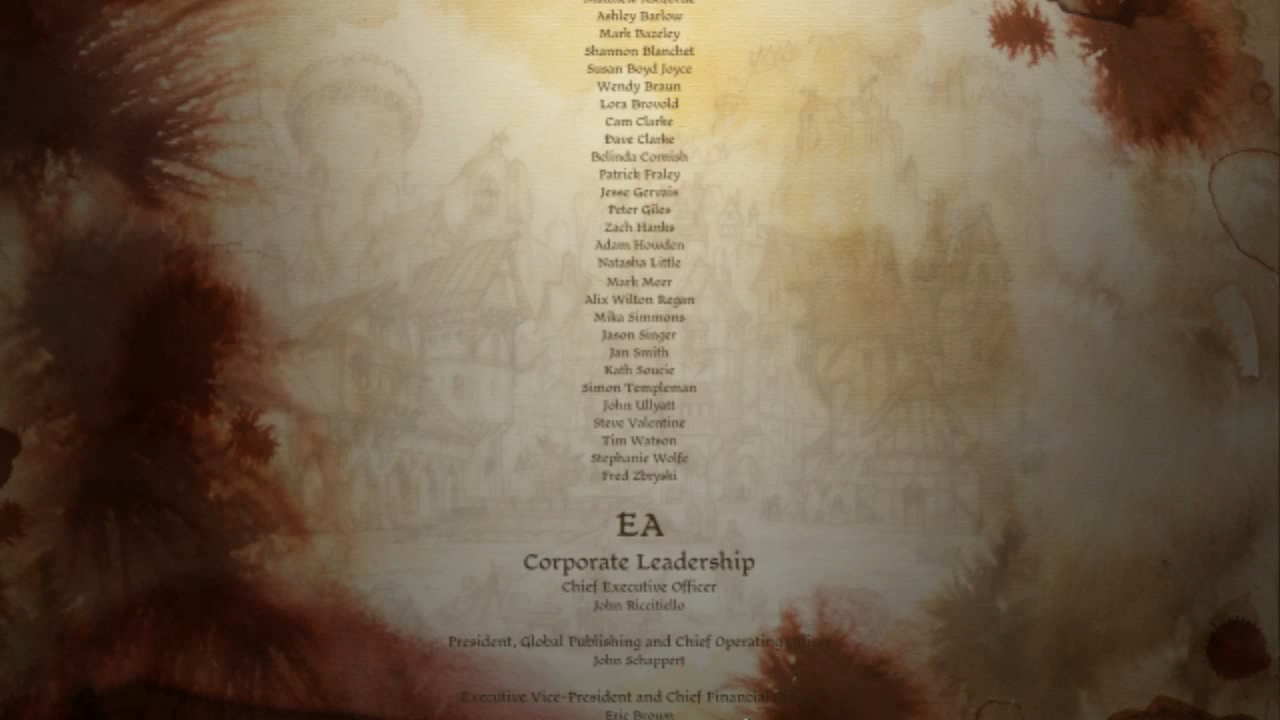 Ashley Barlow
Mark Bazeley
Shannon Blanchet
Susan Boyd Joyce
Wendy Braun
Lora Brovold
Cam Clarke
Dave Clarke
Belinda Cornish
Patrick Fraley
Jesse Gervais
Peter Giles
Zach Hanks
Adam Howden
Natasha Little
Mark Meer
Alix Wilton Regan
Mika Simmons
Jason Singer
Jan Smith
Kath Soucie
Simon Templeman
John Ullyatt
Steve Valentine
Tim Watson
Stephanie Wolfe
Fred Zbryski
EA
Corporate Leadership
Chief Executive Officer
John Riccitiello
President, Global Publishing and Chief Operating
John Schappert
Executive Vice-President and Chief Financial
Eric Brown